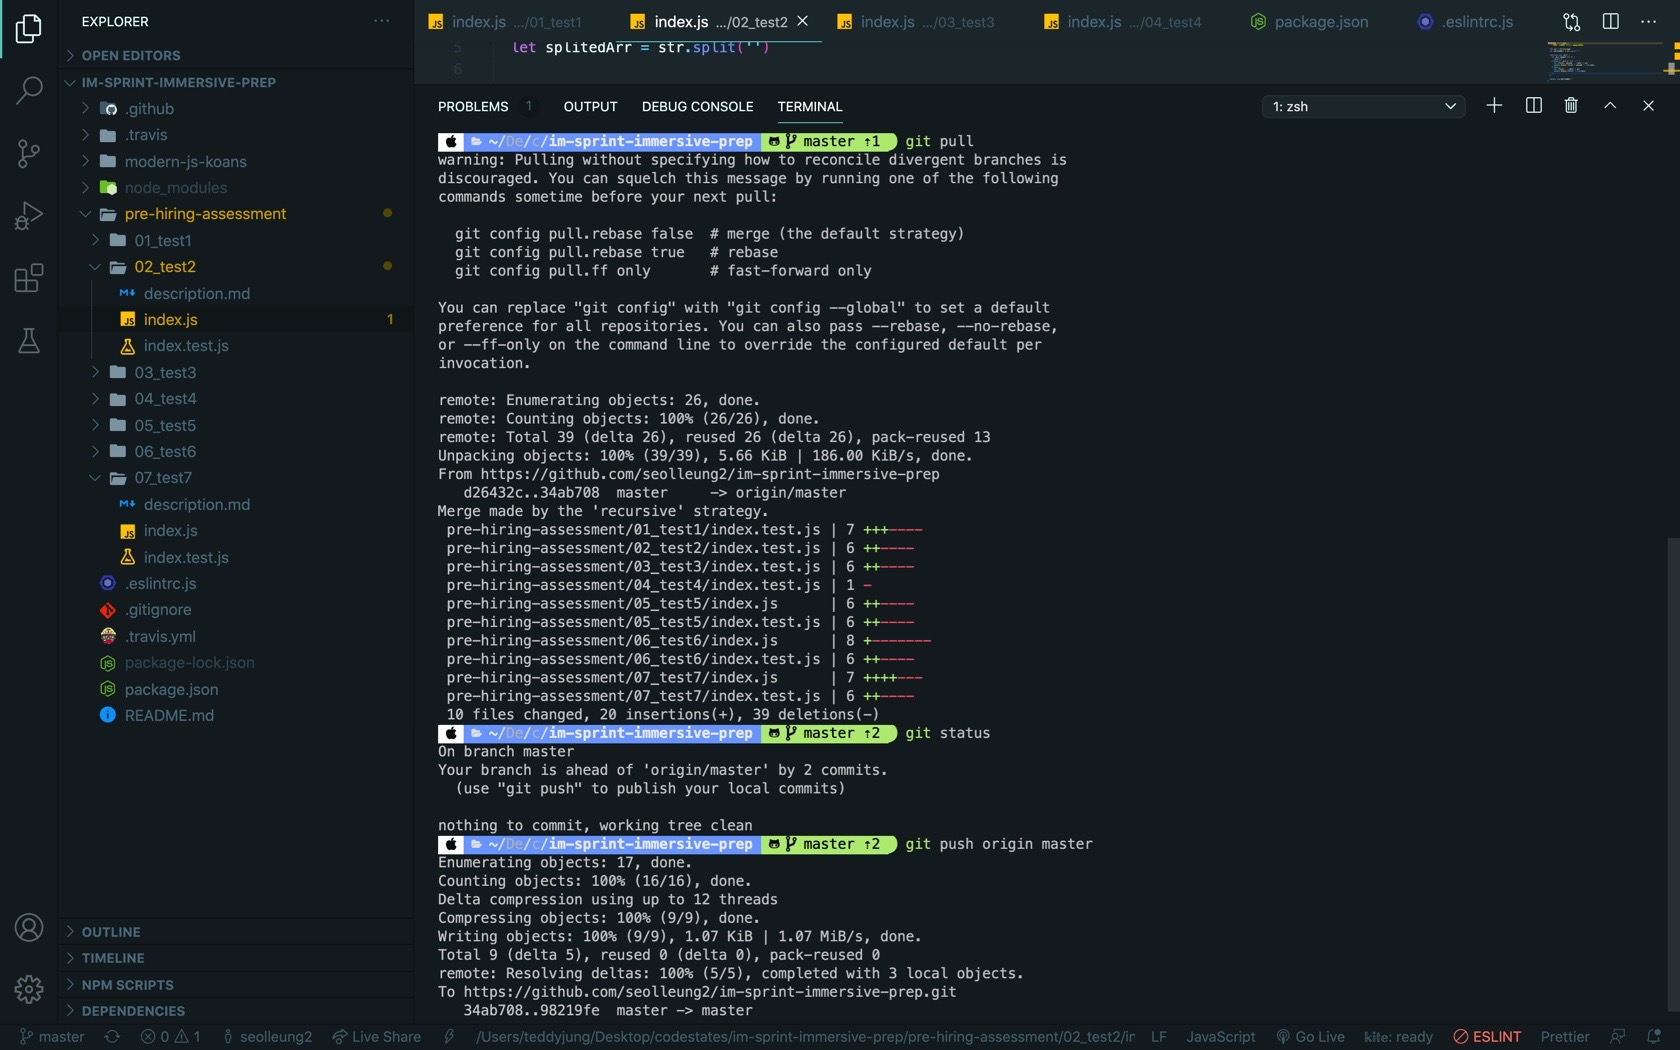 EXPLORER
index.js .../01_test1
index.js .../02_test2
index.js .../03_test3
index.js .../04_test4
package.json
.eslintrc.js
OPEN EDITORS
IM-SPRINT-IMMERSIVE-PREP
.github
.travis
modern-js-koans
node_modules
pre-hiring-assessment
01_test1
02_test2
description.md
index.js 1
index.test.js
03_test3
04_test4
05_test5
06_test6
07_test7
description.md
index.js
index.test.js
.eslintrc.js
.gitignore
.travis.yml
package-lock.json
package.json
README.md
OUTLINE
TIMELINE
NPM SCRIPTS
DEPENDENCIES
5 let splitedArr = str.split('')
6
PROBLEMS 1 OUTPUT DEBUG CONSOLE TERMINAL 1: zsh
~/De/c/im-sprint-immersive-prep master ↑1 git pull
warning: Pulling without specifying how to reconcile divergent branches is
discouraged. You can squelch this message by running one of the following
commands sometime before your next pull:
git config pull.rebase false # merge (the default strategy)
git config pull.rebase true # rebase
git config pull.ff only # fast-forward only
You can replace "git config" with "git config --global" to set a default
preference for all repositories. You can also pass --rebase, --no-rebase,
or --ff-only on the command line to override the configured default per
invocation.
remote: Enumerating objects: 26, done.
remote: Counting objects: 100% (26/26), done.
remote: Total 39 (delta 26), reused 26 (delta 26), pack-reused 13
Unpacking objects: 100% (39/39), 5.66 KiB | 186.00 KiB/s, done.
From https://github.com/seolleung2/im-sprint-immersive-prep
d26432c..34ab708 master -> origin/master
Merge made by the 'recursive' strategy.
pre-hiring-assessment/01_test1/index.test.js | 7 +++----
pre-hiring-assessment/02_test2/index.test.js | 6 ++----
pre-hiring-assessment/03_test3/index.test.js | 6 ++----
pre-hiring-assessment/04_test4/index.test.js | 1 -
pre-hiring-assessment/05_test5/index.js | 6 ++----
pre-hiring-assessment/05_test5/index.test.js | 6 ++----
pre-hiring-assessment/06_test6/index.js | 8 +-------
pre-hiring-assessment/06_test6/index.test.js | 6 ++----
pre-hiring-assessment/07_test7/index.js | 7 ++++---
pre-hiring-assessment/07_test7/index.test.js | 6 ++----
10 files changed, 20 insertions(+), 39 deletions(-)
~/De/c/im-sprint-immersive-prep master ↑2 git status
On branch master
Your branch is ahead of 'origin/master' by 2 commits.
(use "git push" to publish your local commits)
nothing to commit, working tree clean
~/De/c/im-sprint-immersive-prep master ↑2 git push origin master
Enumerating objects: 17, done.
Counting objects: 100% (16/16), done.
Delta compression using up to 12 threads
Compressing objects: 100% (9/9), done.
Writing objects: 100% (9/9), 1.07 KiB | 1.07 MiB/s, done.
Total 9 (delta 5), reused 0 (delta 0), pack-reused 0
remote: Resolving deltas: 100% (5/5), completed with 3 local objects.
To https://github.com/seolleung2/im-sprint-immersive-prep.git
34ab708..98219fe master -> master
master 0 1 seolleung2 Live Share /Users/teddyjung/Desktop/codestates/im-sprint-immersive-prep/pre-hiring-assessment/02_test2/in LF JavaScript Go Live kite: ready ESLINT Prettier